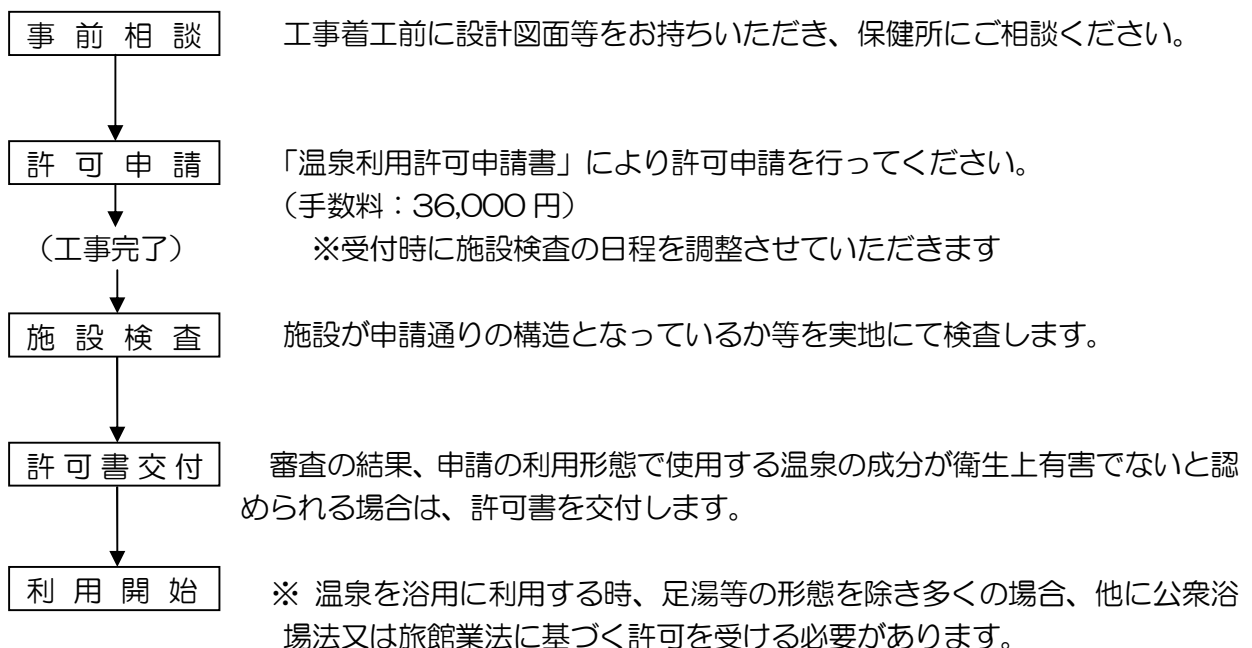 事前相談 工事着工前に設計図面等をお持ちいただき、保健所にご相談ください。
許可申請 「温泉利用許可申請書」により許可申請を行ってください。
（手数料：36,000 円）
（工事完了） ※受付時に施設検査の日程を調整させていただきます
施設検査 施設が申請通りの構造となっているか等を実地にて検査します。
許可書交付 審査の結果、申請の利用形態で使用する温泉の成分が衛生上有害でないと認
められる場合は、許可書を交付します。
利用開始 ※ 温泉を浴用に利用する時、足湯等の形態を除き多くの場合、他に公衆浴
場法又は旅館業法に基づく許可を受ける必要があります。